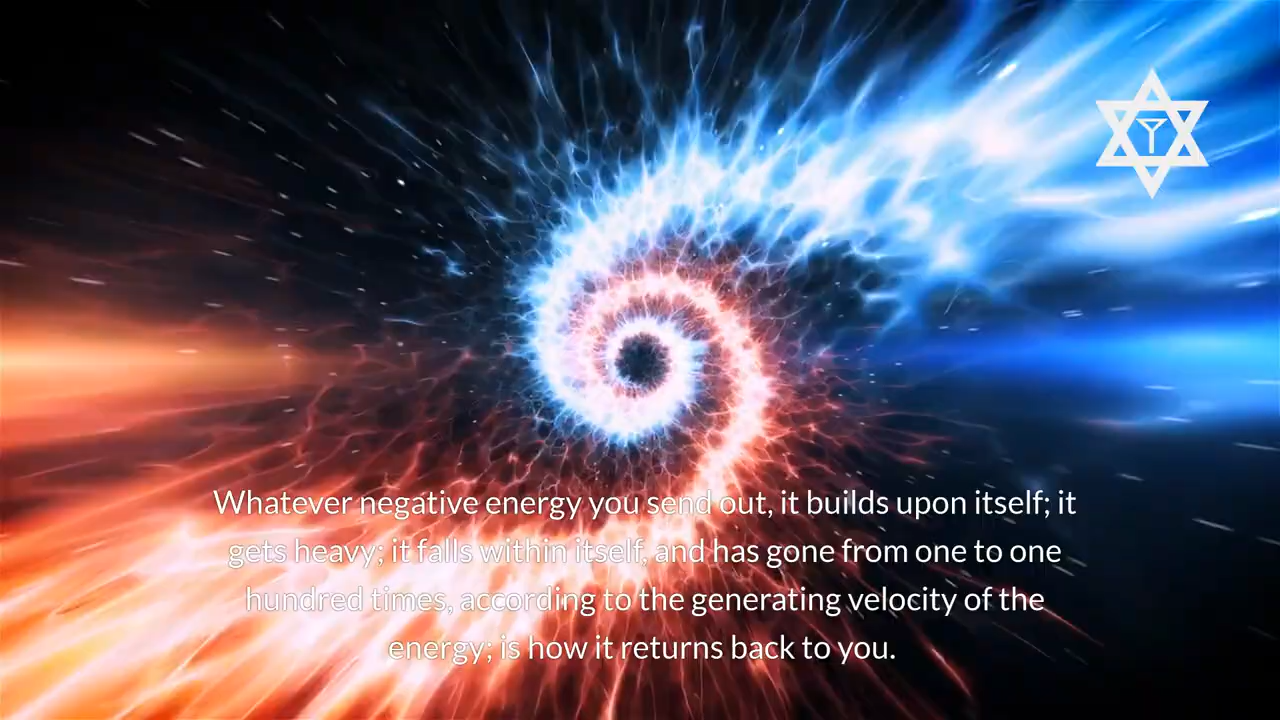 Whatever negative energy you send out, it builds upon itself; it
gets heavy; it falls within itself, and has gone from one to one
hundred times, according to the generating velocity of the
energy; is how it returns back to you.